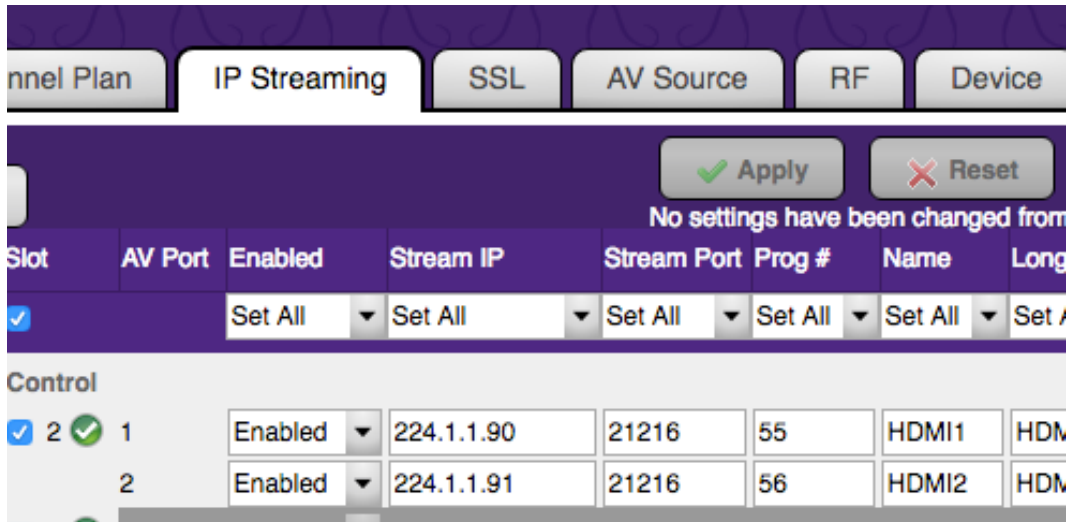 nnel Plan IP Streaming SSL AV Source RF Device
Apply Reset
No settings have been changed from
Slot AV Port Enabled Stream IP Stream Port Prog # Name Long
Set All Set All Set All Set All Set All Set A
Control
2 1 Enabled 224.1.1.90 21216 55 HDMI1 HDM
2 Enabled 224.1.1.91 21216 56 HDMI2 HDM